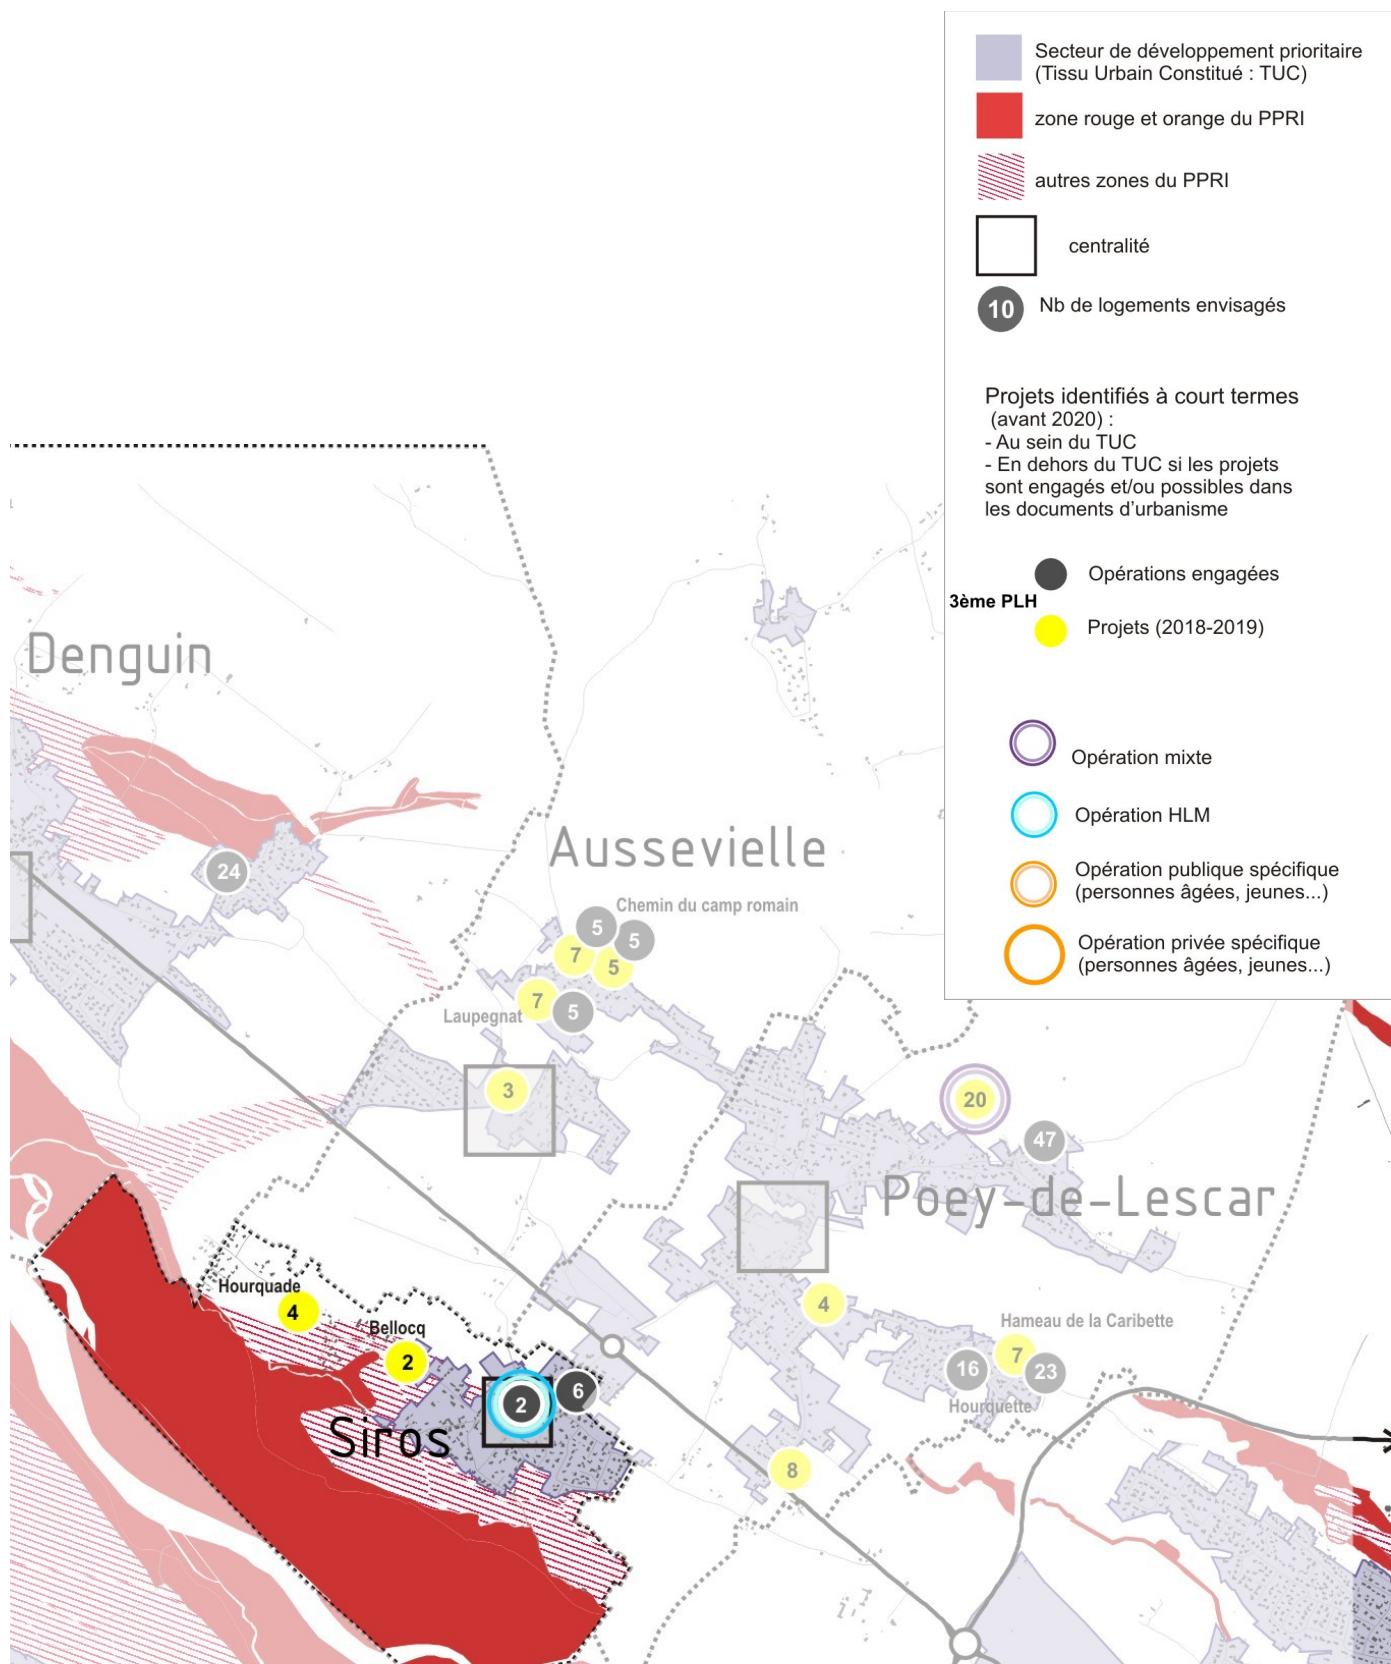 Secteur de développement prioritaire
(Tissu Urbain Constitué : TUC)
zone rouge et orange du PPRI
autres zones du PPRI
centralité
10
Nb de logements envisagés
Projets identifiés à court termes
(avant 2020) :
- Au sein du TUC
- En dehors du TUC si les projets
sont engagés et/ou possibles dans
les documents d'urbanisme
Opérations engagées
3ème PLH
Projets (2018-2019)
Opération mixte
Opération HLM
Opération publique spécifique
(personnes âgées, jeunes...)
Opération privée spécifique
(personnes âgées, jeunes...)
Denguin
24
Aussevielle
Chemin du camp romain
5
5
7
5
7
5
Laupegnat
3
20
47
Poey-de-Lescar
Hourquade
4
Bellocq
2
4
Hameau de la Caribette
7
16
23
Hourquette
6
2
Siros
8